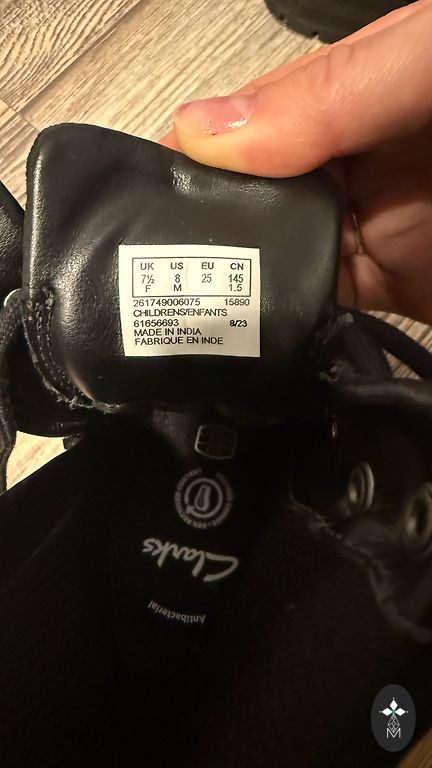 UK US EU CN
7½ 8 25 145
F M 1.5
261749006075 15890
CHILDRENS/ENFANTS
61656693 8/23
MADE IN INDIA
FABRIQUE EN INDE
Clarks
Antibacterial
M